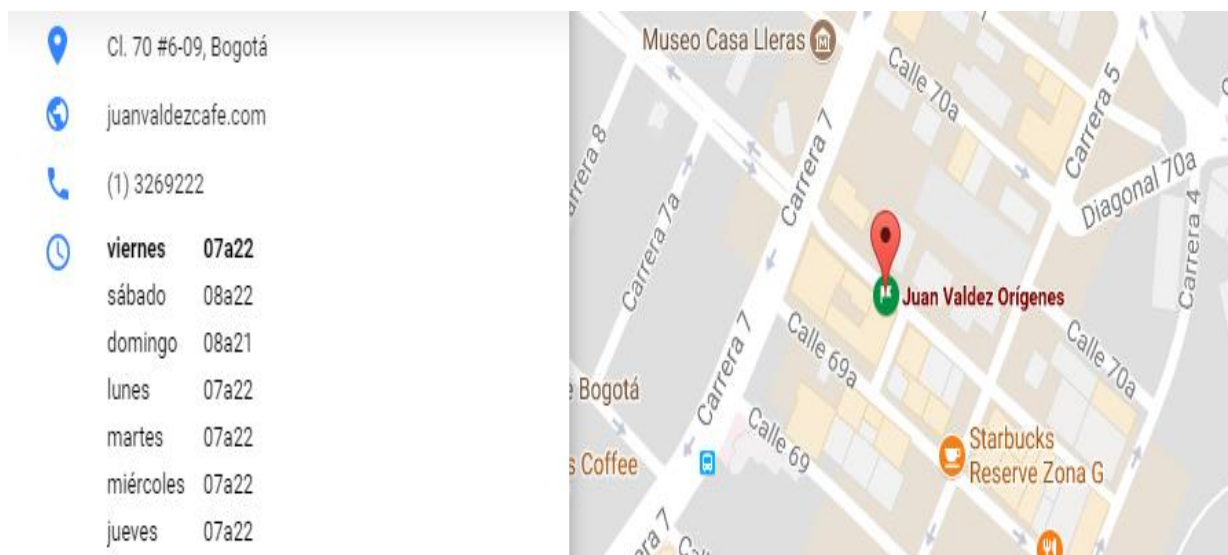 Cl. 70 #6-09, Bogotá
juanvaldezcafe.com
(1) 3269222
viernes 07a22
sábado 08a22
domingo 08a21
lunes 07a22
martes 07a22
miércoles 07a22
jueves 07a22
Museo Casa Lleras
Calle 70a
Carrera 5
Carrera 7
Diagonal 70a
Carrera 7a
Carrera 4
Juan Valdez Orígenes
Calle 69a
Calle 70a
Carrera 7
Bogotá
Calle 69
Starbucks
Reserve Zona G
s Coffee